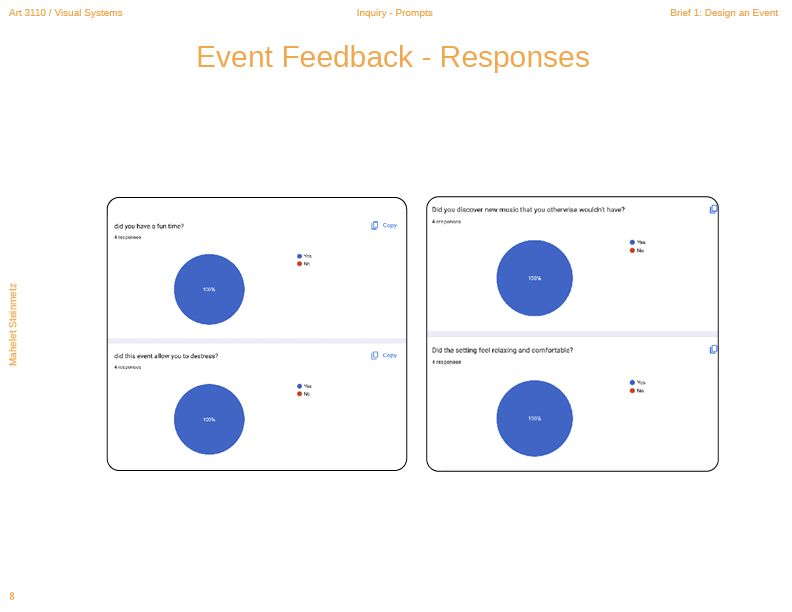 Art 3110 / Visual Systems
Inquiry - Prompts
Brief 1: Design an Event
Event Feedback - Responses
did you have a fun time?
Copy
4 responses
Yes
No
100%
did this event allow you to destress?
Copy
4 responses
Yes
No
100%
Did you discover new music that you otherwise wouldn't have?
4 responses
Yes
No
100%
Did the setting feel relaxing and comfortable?
4 responses
Yes
No
100%
Mahelet Steinmetz
8